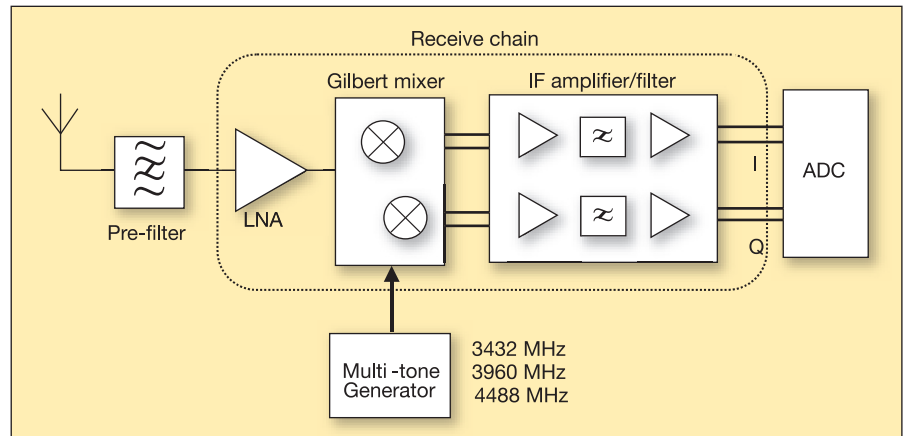 Receive chain
Gilbert mixer
IF amplifier/filter
LNA
Pre-filter
I
Q
ADC
Multi -tone
Generator
3432 MHz
3960 MHz
4488 MHz